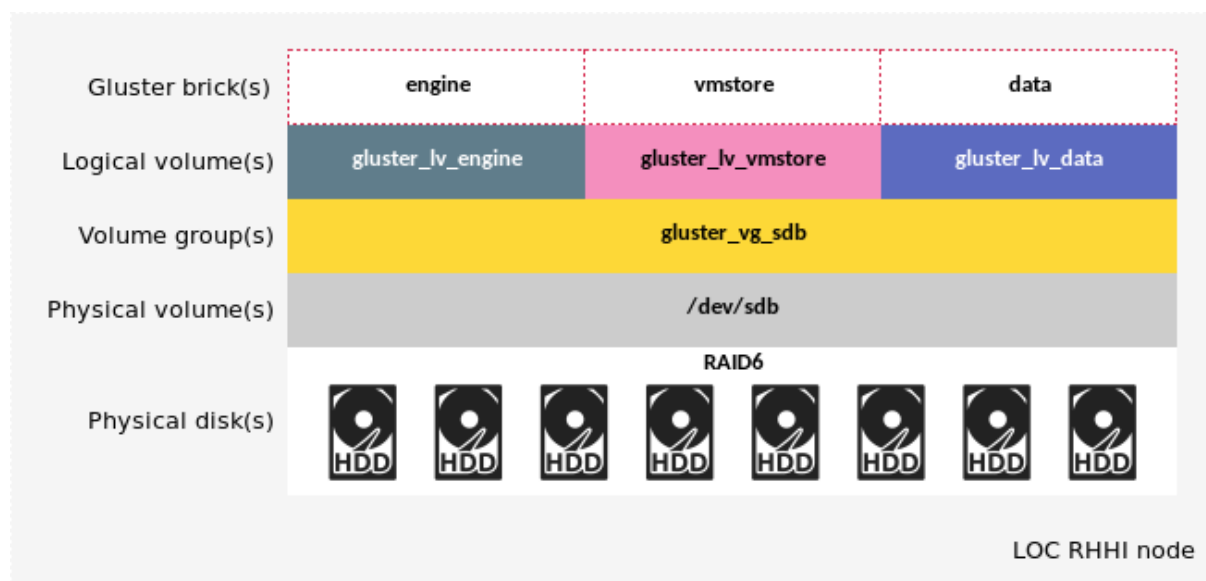 Gluster brick(s) engine vmstore data
Logical volume(s) gluster_lv_engine gluster_lv_vmstore gluster_lv_data
Volume group(s) gluster_vg_sdb
Physical volume(s) /dev/sdb
RAID6
Physical disk(s)
HDD HDD HDD HDD HDD HDD HDD HDD
LOC RHHI node